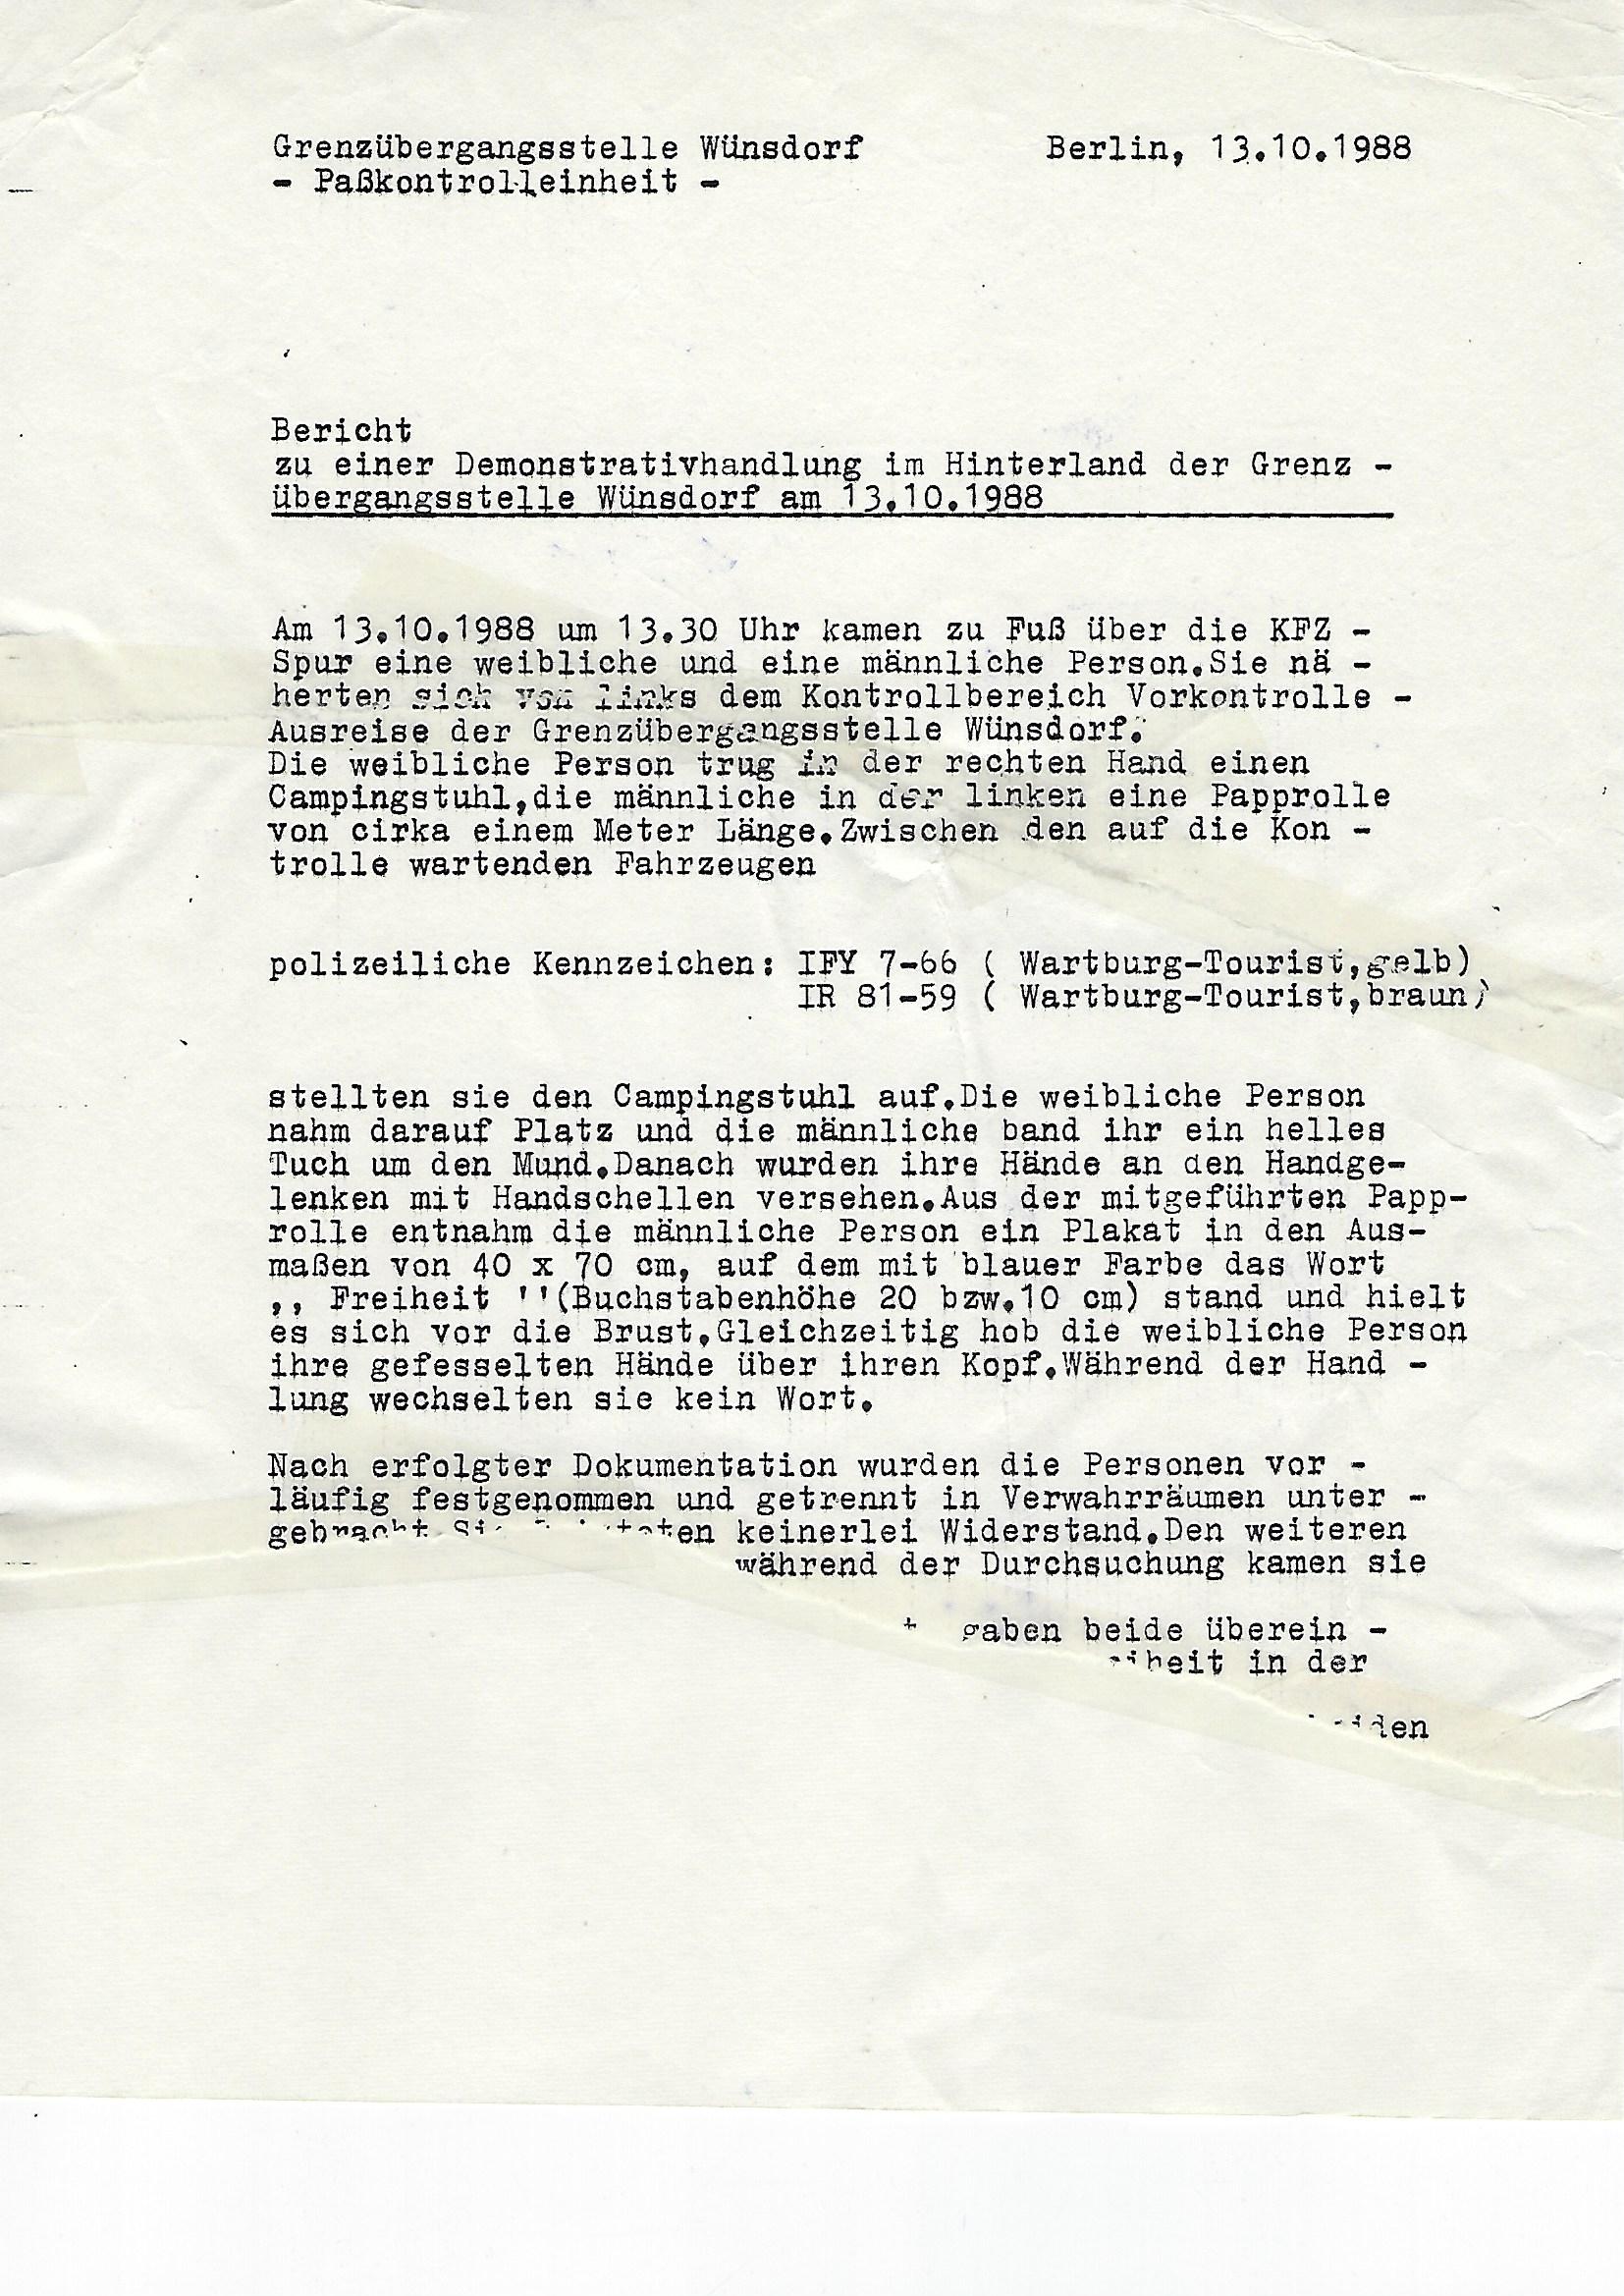 Grenzübergangsstelle Wünsdorf Berlin, 13.10.1988
- Paßkontrolleinheit -
Bericht
zu einer Demonstrativhandlung im Hinterland der Grenz -
übergangsstelle Wünsdorf am 13.10.1988
Am 13.10.1988 um 13.30 Uhr kamen zu Fuß über die KFZ -
Spur eine weibliche und eine männliche Person.Sie nä -
herten sich von links dem Kontrollbereich Vorkontrolle -
Ausreise der Grenzübergangsstelle Wünsdorf.
Die weibliche Person trug in der rechten Hand einen
Campingstuhl,die männliche in der linken eine Papprolle
von cirka einem Meter Länge.Zwischen den auf die Kon -
trolle wartenden Fahrzeugen
polizeiliche Kennzeichen: IFY 7-66 ( Wartburg-Tourist,gelb)
IR 81-59 ( Wartburg-Tourist,braun)
stellten sie den Campingstuhl auf.Die weibliche Person
nahm darauf Platz und die männliche band ihr ein helles
Tuch um den Mund.Danach wurden ihre Hände an den Handge-
lenken mit Handschellen versehen.Aus der mitgeführten Papp-
rolle entnahm die männliche Person ein Plakat in den Aus-
maßen von 40 x 70 cm, auf dem mit blauer Farbe das Wort
,, Freiheit ''(Buchstabenhöhe 20 bzw.10 cm) stand und hielt
es sich vor die Brust.Gleichzeitig hob die weibliche Person
ihre gefesselten Hände über ihren Kopf.Während der Hand -
lung wechselten sie kein Wort.
Nach erfolgter Dokumentation wurden die Personen vor -
läufig festgenommen und getrennt in Verwahrräumen unter -
gebracht Sie keinerlei Widerstand.Den weiteren
während der Durchsuchung kamen sie
gaben beide überein -
in der